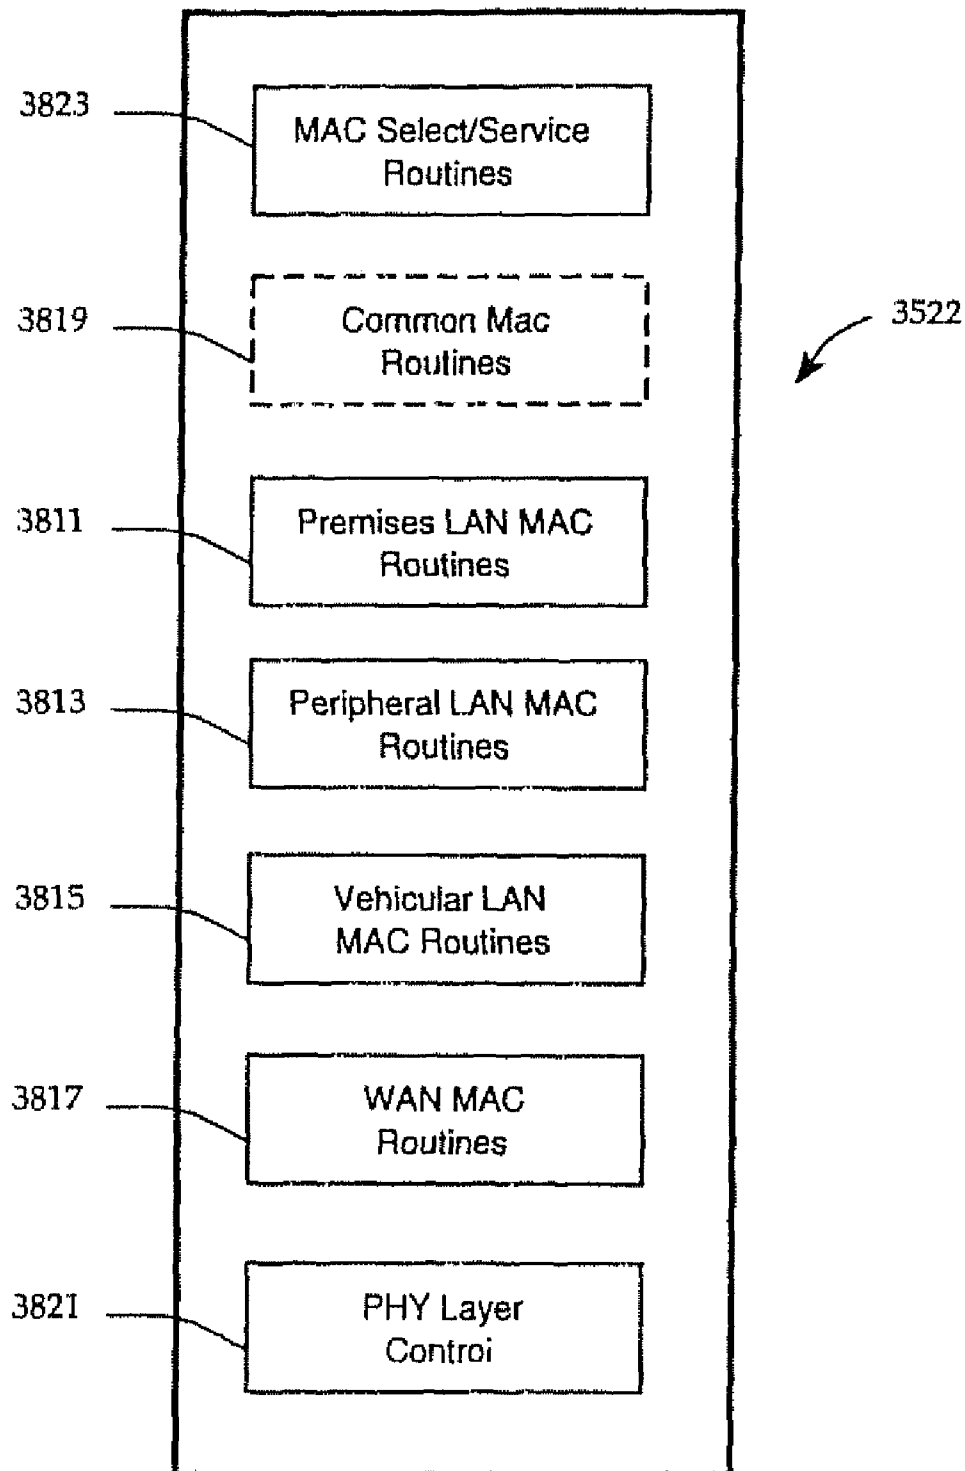 3823
MAC Select/Service
Routines
3819
Common Mac
Routines
3522
3811
Premises LAN MAC
Routines
3813
Peripheral LAN MAC
Routines
3815
Vehicular LAN
MAC Routines
3817
WAN MAC
Routines
3821
PHY Layer
Control